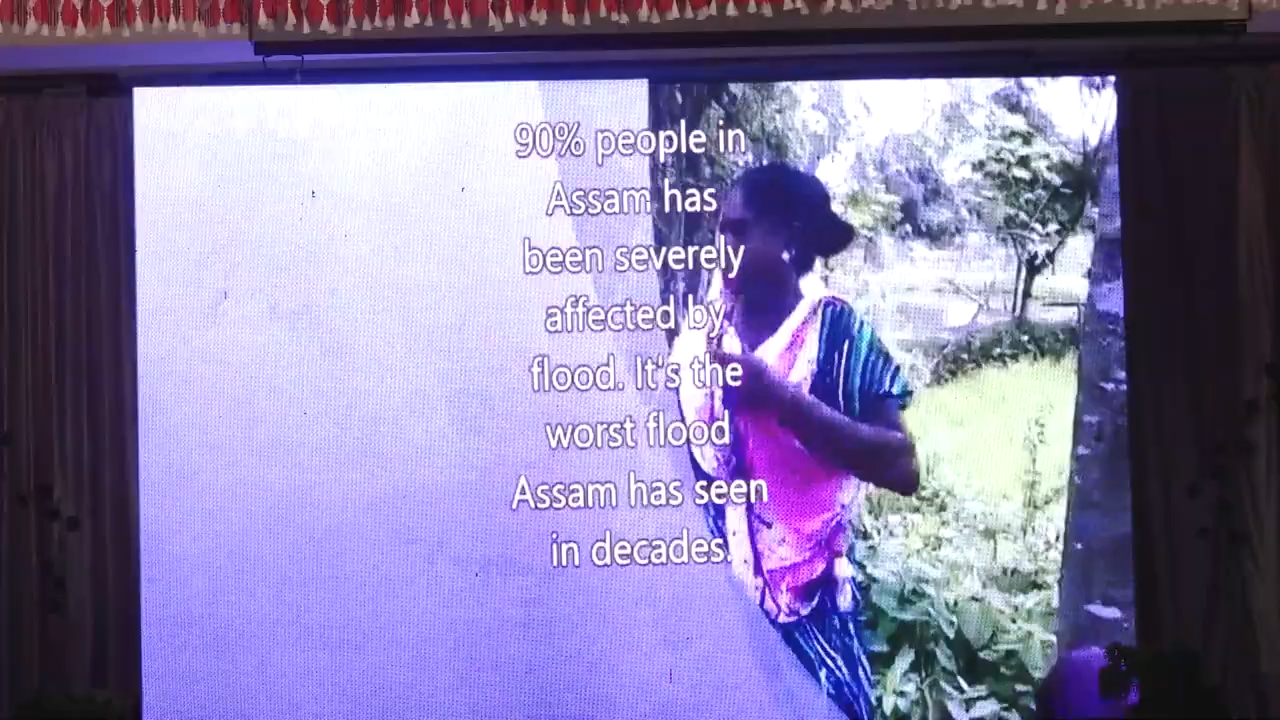 90% people in
Assam has
been severely
affected by
flood. It's the
worst flood
Assam has seen
in decades.